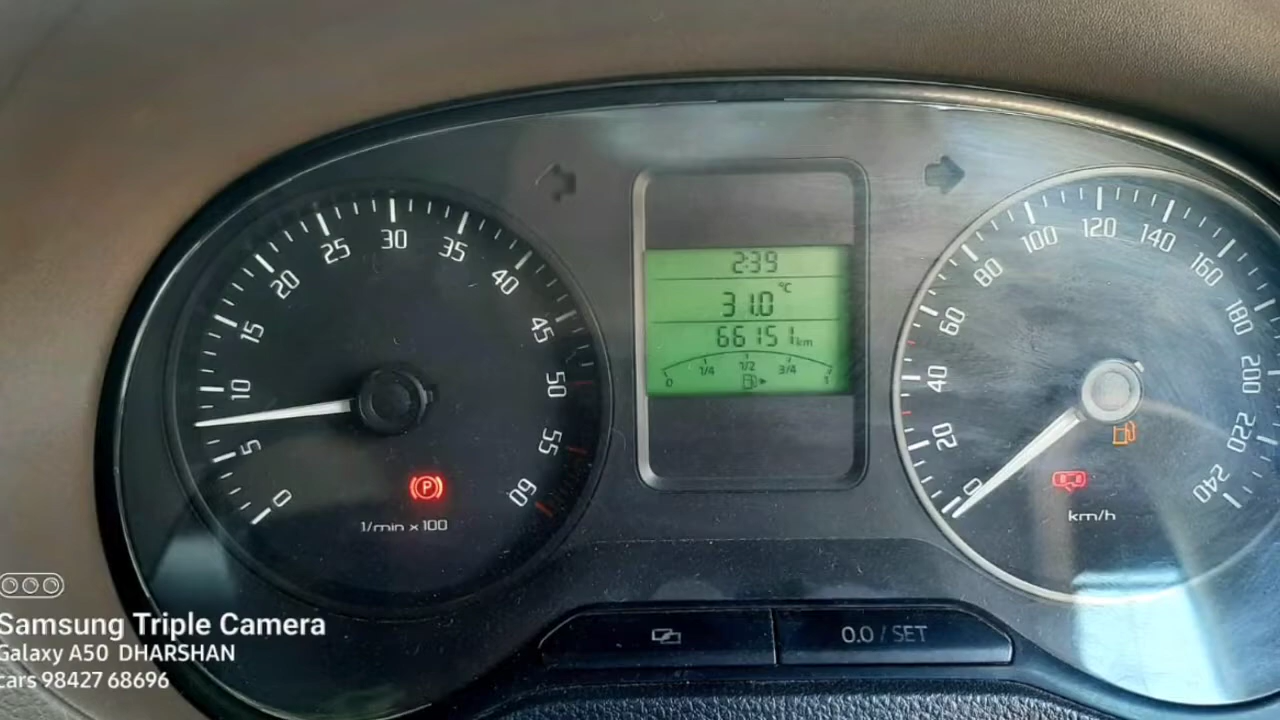 0
5
10
15
20
25
30
35
40
45
50
55
60
(P)
1/min x 100
2:39
31.0 °C
66151 km
0 1/4 1/2 3/4 1
0
20
40
60
80
100
120
140
160
180
200
220
240
km/h
0.0 / SET
Samsung Triple Camera
Galaxy A50 DHARSHAN
cars 98427 68696